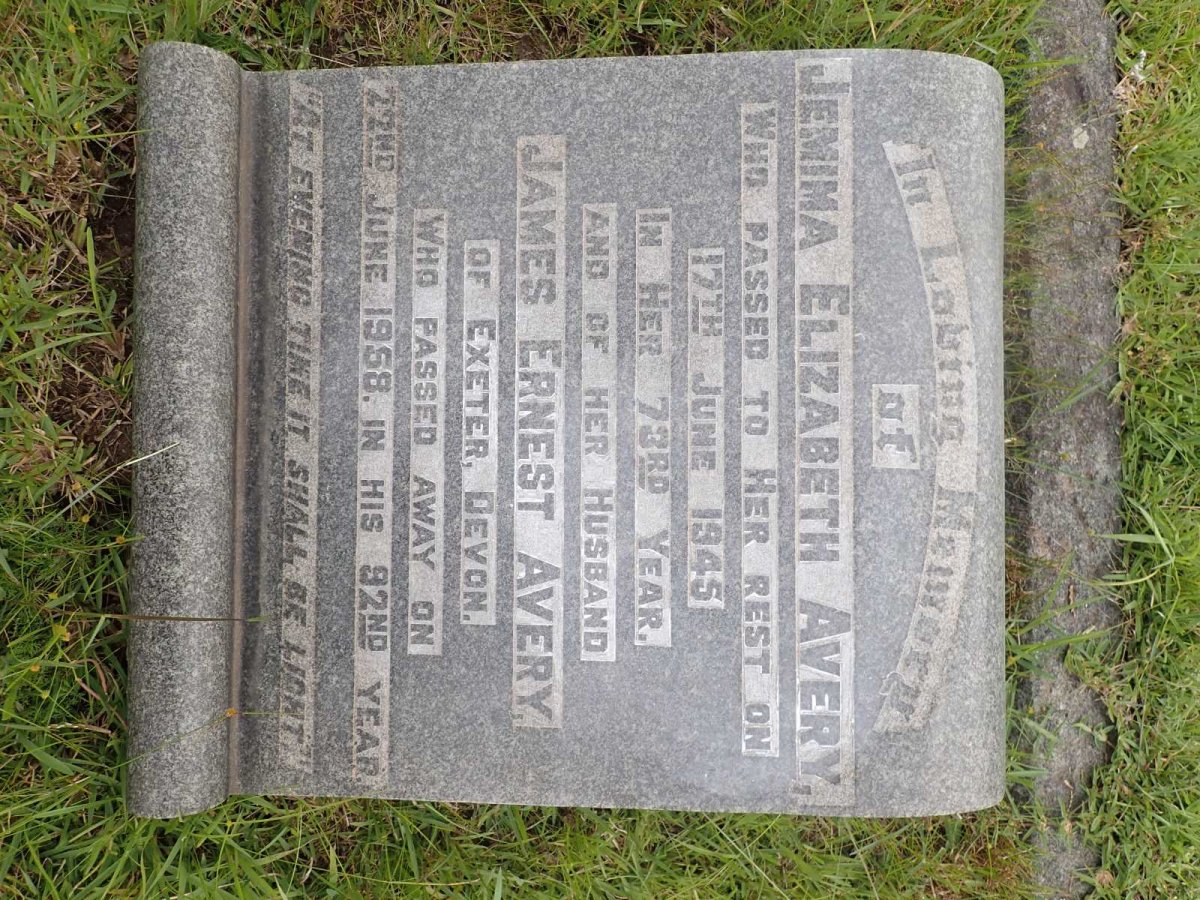 In Loving Memory
of
JEMIMA ELIZABETH AVERY,
WHO PASSED TO HER REST ON
17TH JUNE 1945
IN HER 73RD YEAR,
AND OF HER HUSBAND
JAMES ERNEST AVERY,
OF EXETER, DEVON.
WHO PASSED AWAY ON
22ND JUNE 1958. IN HIS 92ND YEAR
"AT EVENING TIME IT SHALL BE LIGHT"